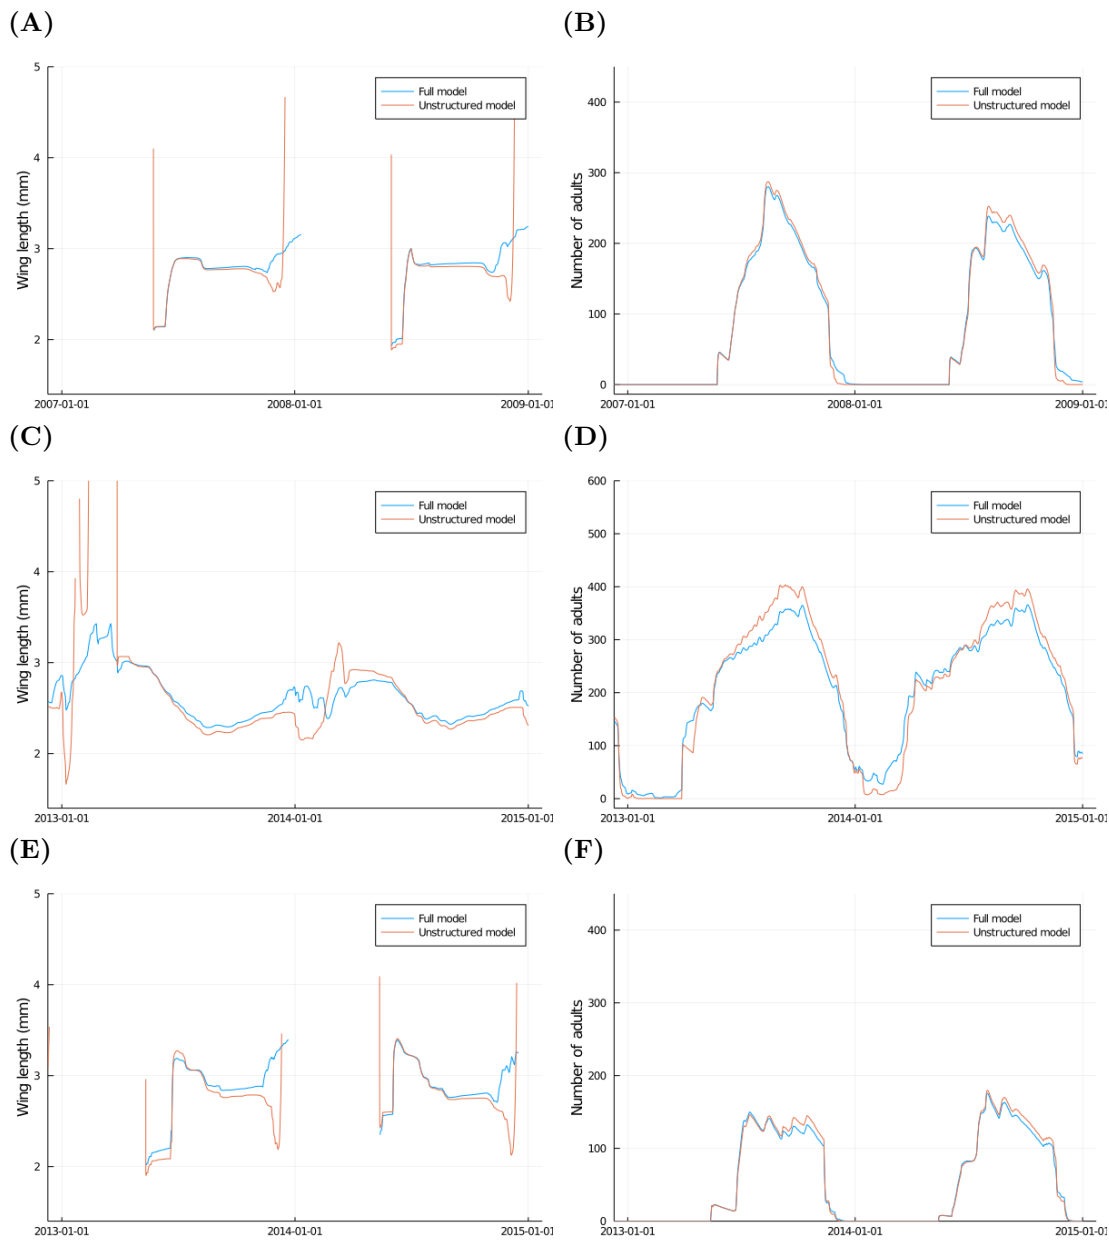 (A)
5
4
3
2
Wing length (mm)
Full model
Unstructured model
2007-01-01
2008-01-01
2009-01-01
(B)
400
300
200
100
0
Number of adults
Full model
Unstructured model
2007-01-01
2008-01-01
2009-01-01
(C)
5
4
3
2
Wing length (mm)
Full model
Unstructured model
2013-01-01
2014-01-01
2015-01-01
(D)
600
500
400
300
200
100
0
Number of adults
Full model
Unstructured model
2013-01-01
2014-01-01
2015-01-01
(E)
5
4
3
2
Wing length (mm)
Full model
Unstructured model
2013-01-01
2014-01-01
2015-01-01
(F)
400
300
200
100
0
Number of adults
Full model
Unstructured model
2013-01-01
2014-01-01
2015-01-01